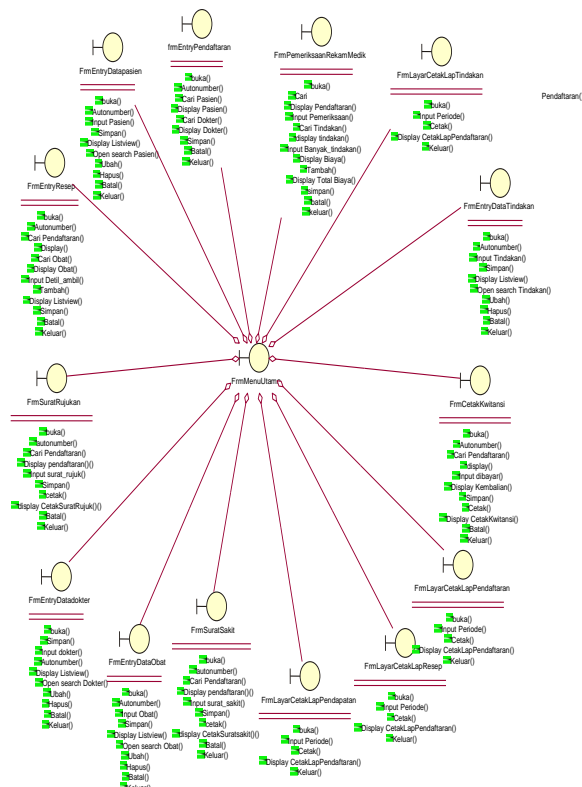 FrmEntryDatapasien
buka()
Autonumber()
Input Pasien()
Simpan()
Display Listview()
Open search Pasien()
Ubah()
Hapus()
Batal()
Keluar()
frmEntryPendaftaran
buka()
Autonumber()
Cari Pasien()
Display Pasien()
Cari Dokter()
Display Dokter()
Simpan()
Batal()
Keluar()
FrmPemeriksaanRekamMedik
buka()
Cari
Display Pendaftaran()
Input Pemeriksaan()
Cari Tindakan()
display tindakan()
Input Banyak_tindakan()
Display Biaya()
Tambah()
Display Total Biaya()
simpan()
batal()
keluar()
FrmLayarCetakLapTindakan
buka()
Input Periode()
Cetak()
Display CetakLapPendaftaran()
Keluar()
Pendaftaran()
FrmEntryResep
buka()
Autonumber()
Cari Pendaftaran()
Display()
Cari Obat()
Display Obat()
Input Detil_ambil()
Tambah()
Display Listview()
Simpan()
Batal()
Keluar()
FrmEntryDataTindakan
buka()
Autonumber()
Input Tindakan()
Simpan()
Display Listview()
Open search Tindakan()
Ubah()
Hapus()
Batal()
Keluar()
FrmMenuUtama
FrmSuratRujukan
buka()
autonumber()
Cari Pendaftaran()
Display pendaftaran()()
Input surat_rujuk()
Simpan()
cetak()
display CetakSuratRujuk()()
Batal()
Keluar()
FrmCetakKwitansi
buka()
Autonumber()
Cari Pendaftaran()
display()
Input dibayar()
Display Kembalian()
Simpan()
Cetak()
Display CetakKwitansi()
Batal()
Keluar()
FrmEntryDatadokter
buka()
Simpan()
Input dokter()
Autonumber()
Display Listview()
Open search Dokter()
Ubah()
Hapus()
Batal()
Keluar()
FrmEntryDataObat
buka()
Autonumber()
Input Obat()
Simpan()
Display Listview()
Open search Obat()
Ubah()
Hapus()
Batal()
Keluar()
FrmSuratSakit
buka()
autonumber()
Cari Pendaftaran()
Display pendaftaran()()
Input surat_sakit()
Simpan()
cetak()
display CetakSuratsakit()()
Batal()
Keluar()
FrmLayarCetakLapPendapatan
buka()
Input Periode()
Cetak()
Display CetakLapPendaftaran()
Keluar()
FrmLayarCetakLapResep
buka()
Input Periode()
Cetak()
Display CetakLapPendaftaran()
Keluar()
FrmLayarCetakLapPendaftaran
buka()
Input Periode()
Cetak()
Display CetakLapPendaftaran()
Keluar()